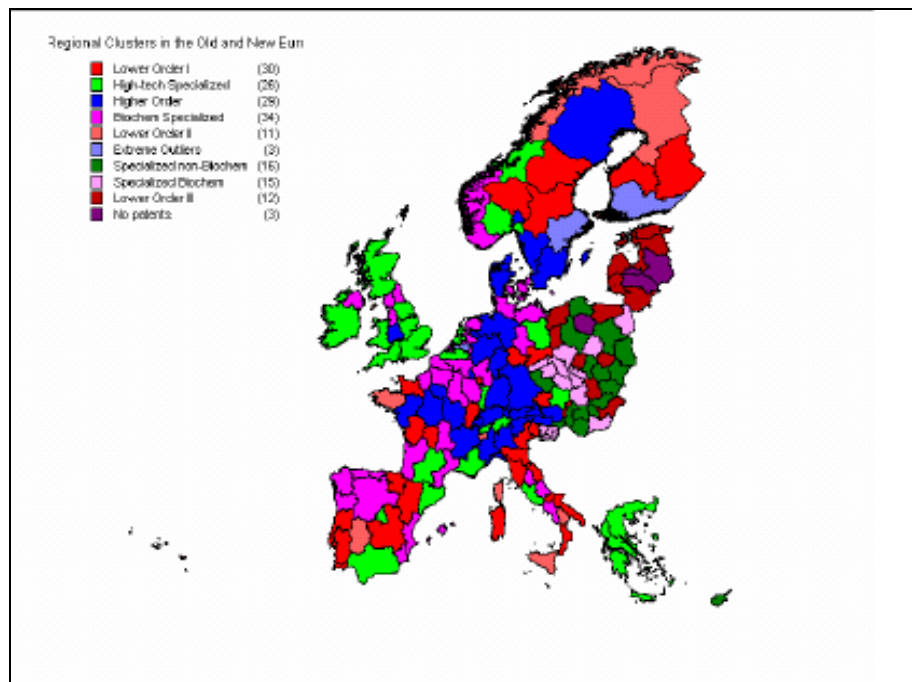 Regional Clusters in the Old and New Eur
Lower Order I (30)
High-tech Specialized (26)
Higher Order (29)
Biochem Specialized (34)
Lower Order II (11)
Extreme Outliers (3)
Specialized non-Biochem (16)
Specialized Biochem (15)
Lower Order III (12)
No patents (3)